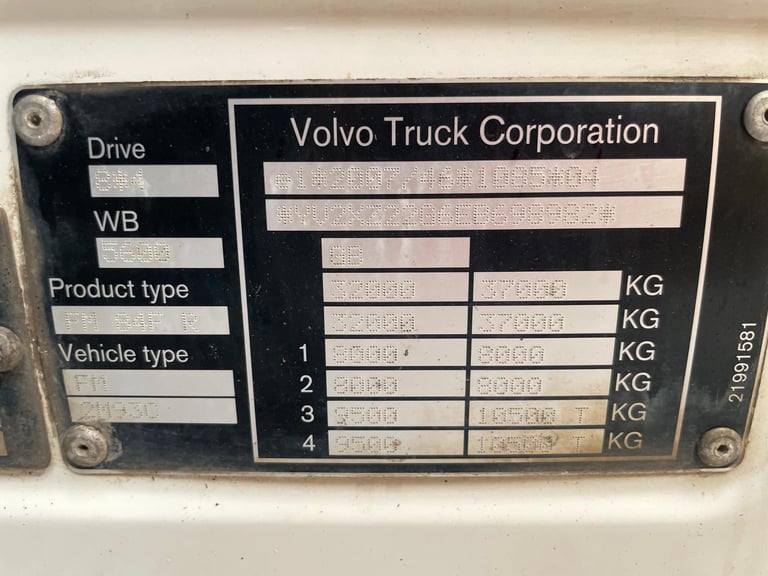 Volvo Truck Corporation
Drive
8*4
e1*2007/46*1085*04
WB
5600
GB
Product type
FM 84F R
Vehicle type
FM
ZM93C
32000 37000 KG
32000 37000 KG
1 8000 8000 KG
2 8000 8000 KG
3 9500 10500 T KG
4 9500 10500 T KG
21991581